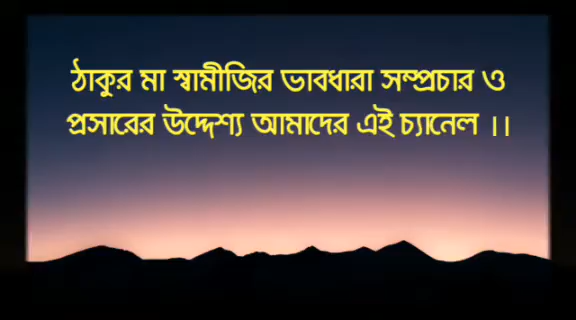 ঠাকুর মা স্বামীজির ভাবধারা সম্প্রচার ও
প্রসারের উদ্দেশ্য আমাদের এই চ্যানেল ।।